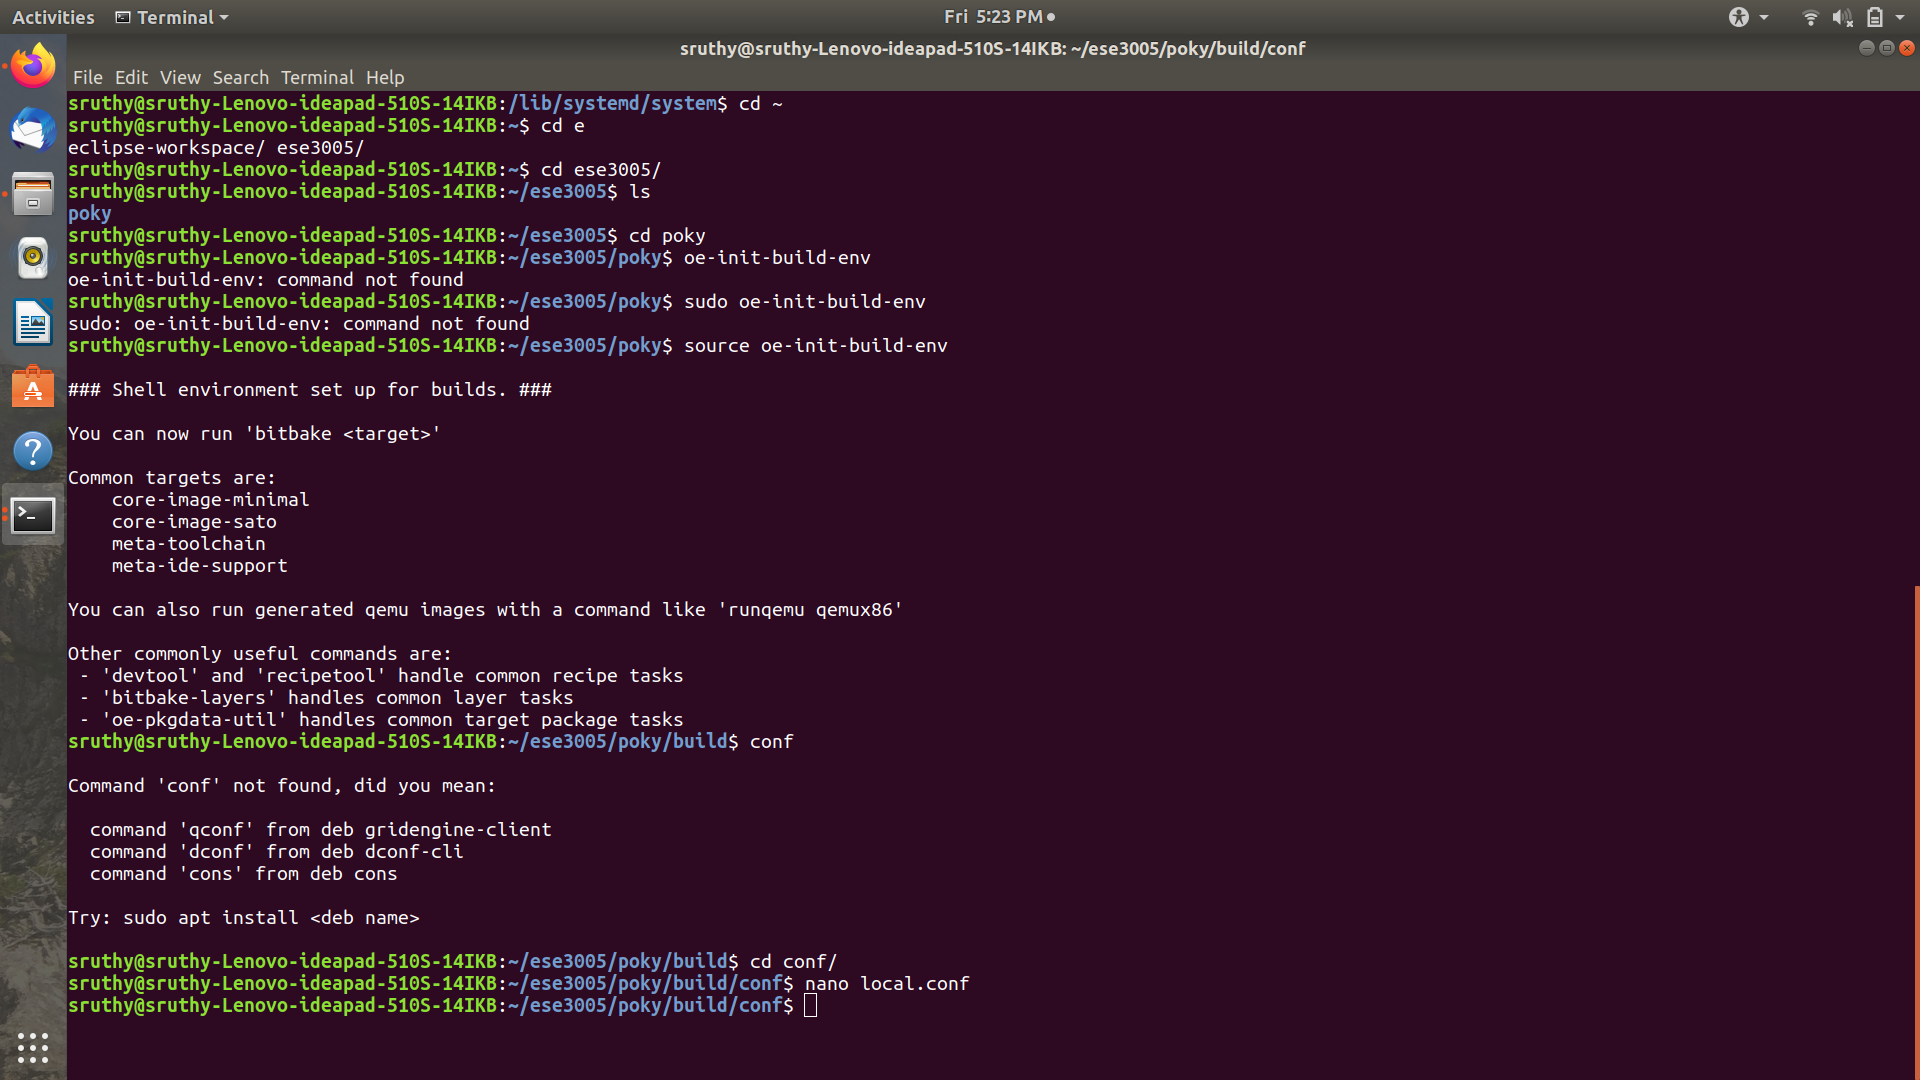 Activities Terminal Fri 5:23 PM
sruthy@sruthy-Lenovo-ideapad-510S-14IKB: ~/ese3005/poky/build/conf
File Edit View Search Terminal Help
sruthy@sruthy-Lenovo-ideapad-510S-14IKB:/lib/systemd/system$ cd ~
sruthy@sruthy-Lenovo-ideapad-510S-14IKB:~$ cd e
eclipse-workspace/ ese3005/
sruthy@sruthy-Lenovo-ideapad-510S-14IKB:~$ cd ese3005/
sruthy@sruthy-Lenovo-ideapad-510S-14IKB:~/ese3005$ ls
poky
sruthy@sruthy-Lenovo-ideapad-510S-14IKB:~/ese3005$ cd poky
sruthy@sruthy-Lenovo-ideapad-510S-14IKB:~/ese3005/poky$ oe-init-build-env
oe-init-build-env: command not found
sruthy@sruthy-Lenovo-ideapad-510S-14IKB:~/ese3005/poky$ sudo oe-init-build-env
sudo: oe-init-build-env: command not found
sruthy@sruthy-Lenovo-ideapad-510S-14IKB:~/ese3005/poky$ source oe-init-build-env
### Shell environment set up for builds. ###
You can now run 'bitbake <target>'
Common targets are:
core-image-minimal
core-image-sato
meta-toolchain
meta-ide-support
You can also run generated qemu images with a command like 'runqemu qemux86'
Other commonly useful commands are:
- 'devtool' and 'recipetool' handle common recipe tasks
- 'bitbake-layers' handles common layer tasks
- 'oe-pkgdata-util' handles common target package tasks
sruthy@sruthy-Lenovo-ideapad-510S-14IKB:~/ese3005/poky/build$ conf
Command 'conf' not found, did you mean:
command 'qconf' from deb gridengine-client
command 'dconf' from deb dconf-cli
command 'cons' from deb cons
Try: sudo apt install <deb name>
sruthy@sruthy-Lenovo-ideapad-510S-14IKB:~/ese3005/poky/build$ cd conf/
sruthy@sruthy-Lenovo-ideapad-510S-14IKB:~/ese3005/poky/build/conf$ nano local.conf
sruthy@sruthy-Lenovo-ideapad-510S-14IKB:~/ese3005/poky/build/conf$